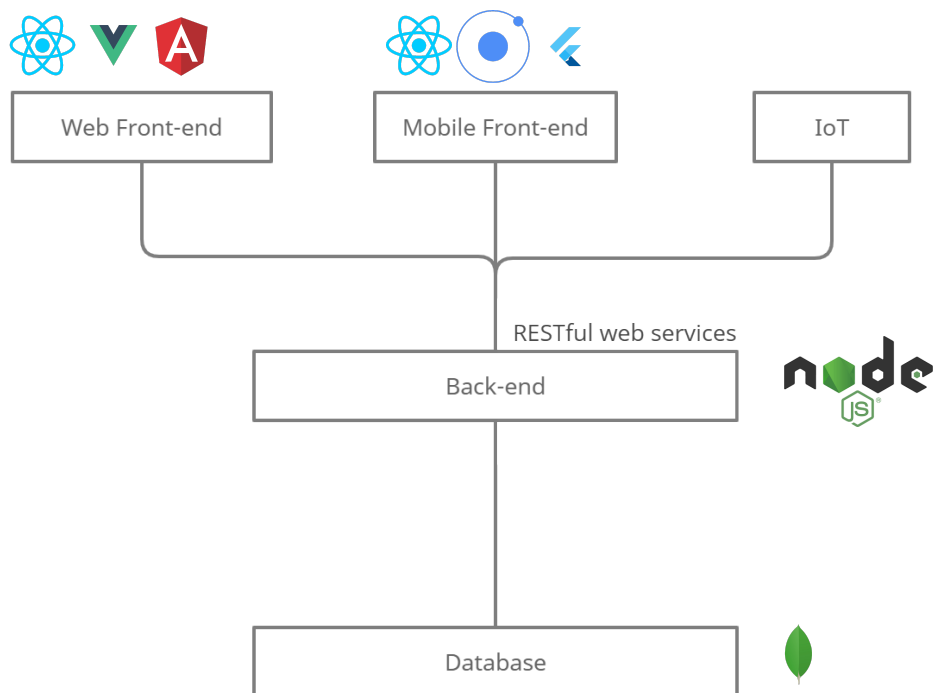 Web Front-end
Mobile Front-end
IoT
RESTful web services
Back-end
node
JS
Database